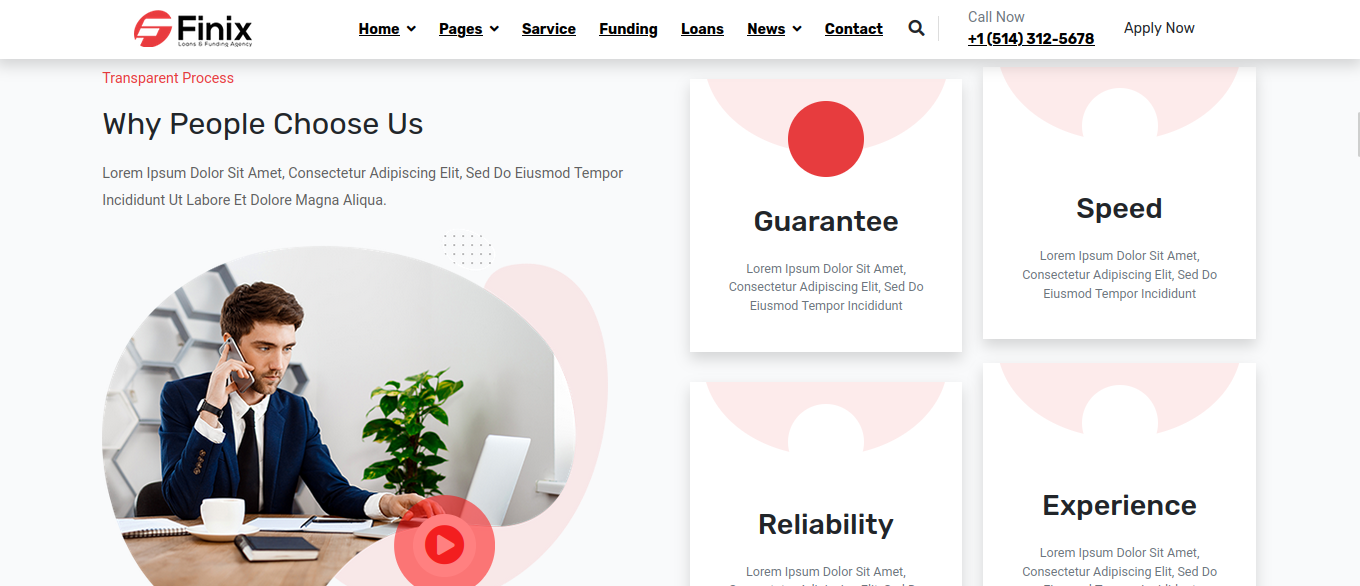 Finix
Loans & Funding Agency
Home
Pages
Sarvice
Funding
Loans
News
Contact
Call Now
+1 (514) 312-5678
Apply Now
Transparent Process
Why People Choose Us
Lorem Ipsum Dolor Sit Amet, Consectetur Adipiscing Elit, Sed Do Eiusmod Tempor
Incididunt Ut Labore Et Dolore Magna Aliqua.
Guarantee
Lorem Ipsum Dolor Sit Amet,
Consectetur Adipiscing Elit, Sed Do
Eiusmod Tempor Incididunt
Speed
Lorem Ipsum Dolor Sit Amet,
Consectetur Adipiscing Elit, Sed Do
Eiusmod Tempor Incididunt
Reliability
Lorem Ipsum Dolor Sit Amet,
Experience
Lorem Ipsum Dolor Sit Amet,
Consectetur Adipiscing Elit, Sed Do